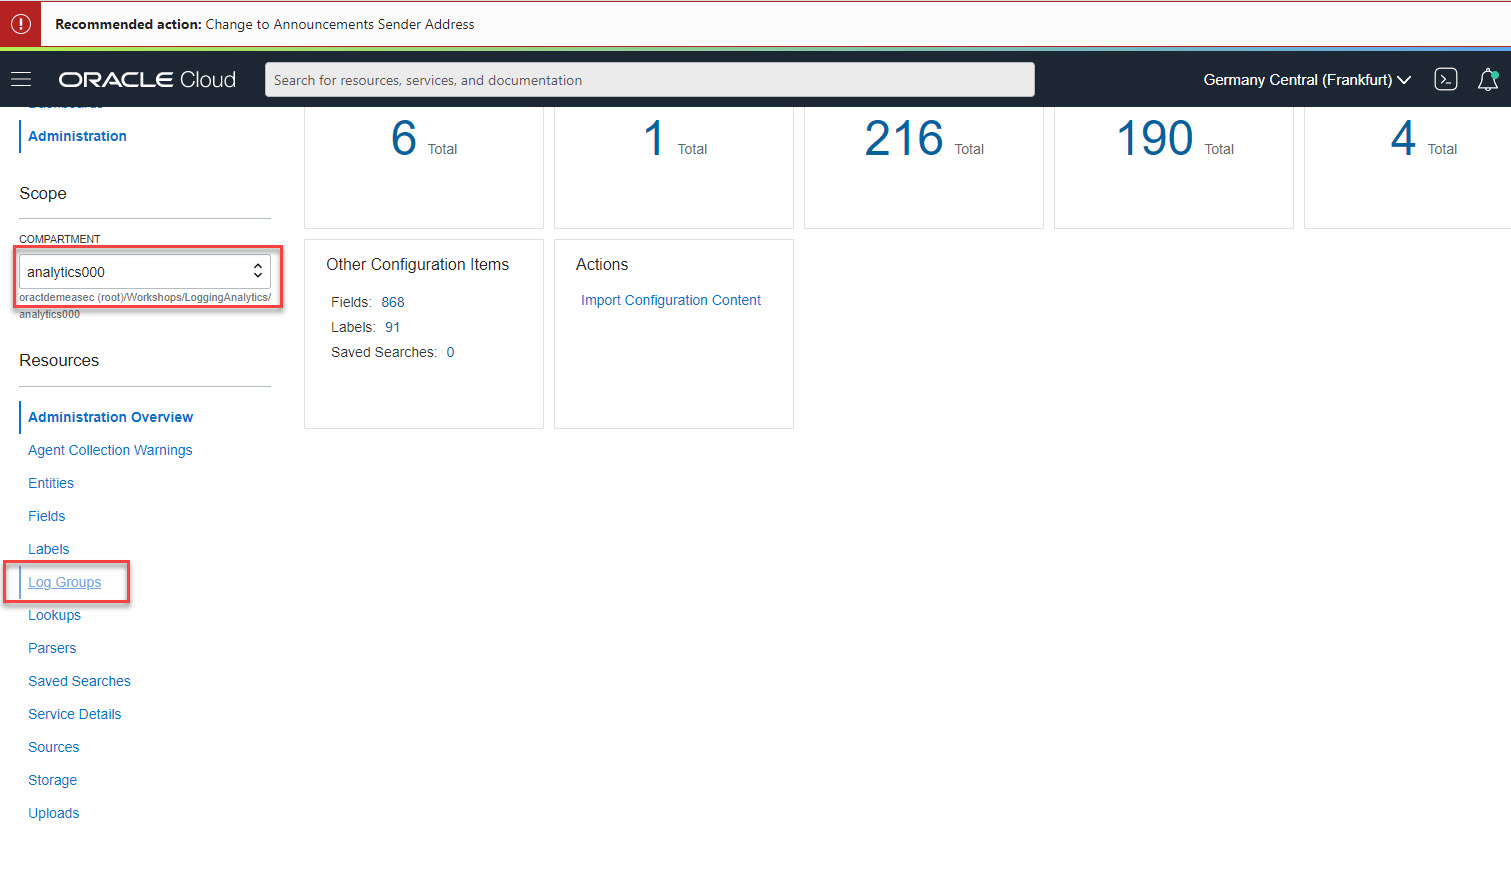 Recommended action: Change to Announcements Sender Address
ORACLE Cloud
Search for resources, services, and documentation
Germany Central (Frankfurt)
Dashboards
Administration
6 Total
1 Total
216 Total
190 Total
4 Total
Scope
COMPARTMENT
analytics000
oractdemeasec (root)/Workshops/LoggingAnalytics/
analytics000
Other Configuration Items
Fields: 868
Labels: 91
Saved Searches: 0
Actions
Import Configuration Content
Resources
Administration Overview
Agent Collection Warnings
Entities
Fields
Labels
Log Groups
Lookups
Parsers
Saved Searches
Service Details
Sources
Storage
Uploads